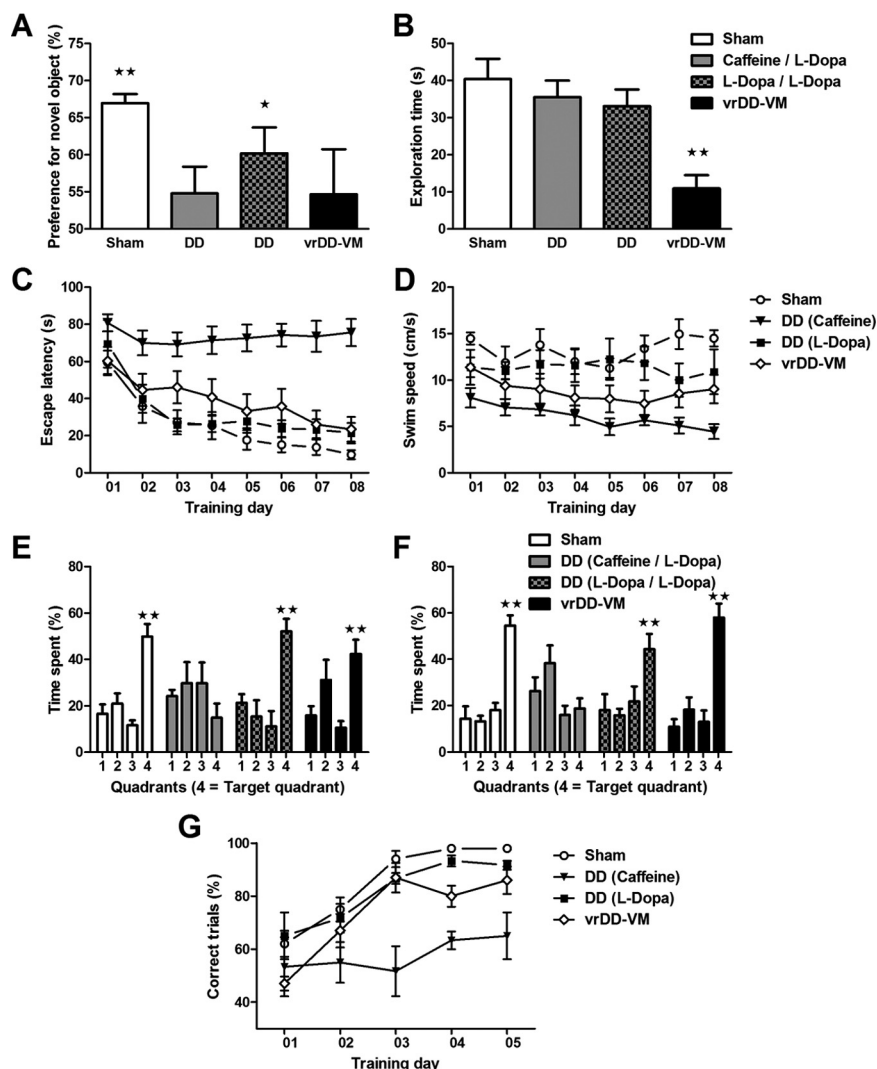 A
Preference for novel object (%)
75
70
65
60
55
50
★★
★
Sham
DD
DD
vrDD-VM
B
Exploration time (s)
50
40
30
20
10
0
★★
Sham
DD
DD
vrDD-VM
Sham
Caffeine / L-Dopa
L-Dopa / L-Dopa
vrDD-VM
C
Escape latency (s)
100
80
60
40
20
0
01 02 03 04 05 06 07 08
Training day
D
Swim speed (cm/s)
20
15
10
5
0
01 02 03 04 05 06 07 08
Training day
Sham
DD (Caffeine)
DD (L-Dopa)
vrDD-VM
E
Time spent (%)
80
60
40
20
0
★★
★★
★★
1 2 3 4 1 2 3 4 1 2 3 4 1 2 3 4
Quadrants (4 = Target quadrant)
F
Time spent (%)
80
60
40
20
0
Sham
DD (Caffeine / L-Dopa)
DD (L-Dopa / L-Dopa)
vrDD-VM
★★
★★
★★
1 2 3 4 1 2 3 4 1 2 3 4 1 2 3 4
Quadrants (4 = Target quadrant)
G
Correct trials (%)
100
80
60
40
01 02 03 04 05
Training day
Sham
DD (Caffeine)
DD (L-Dopa)
vrDD-VM